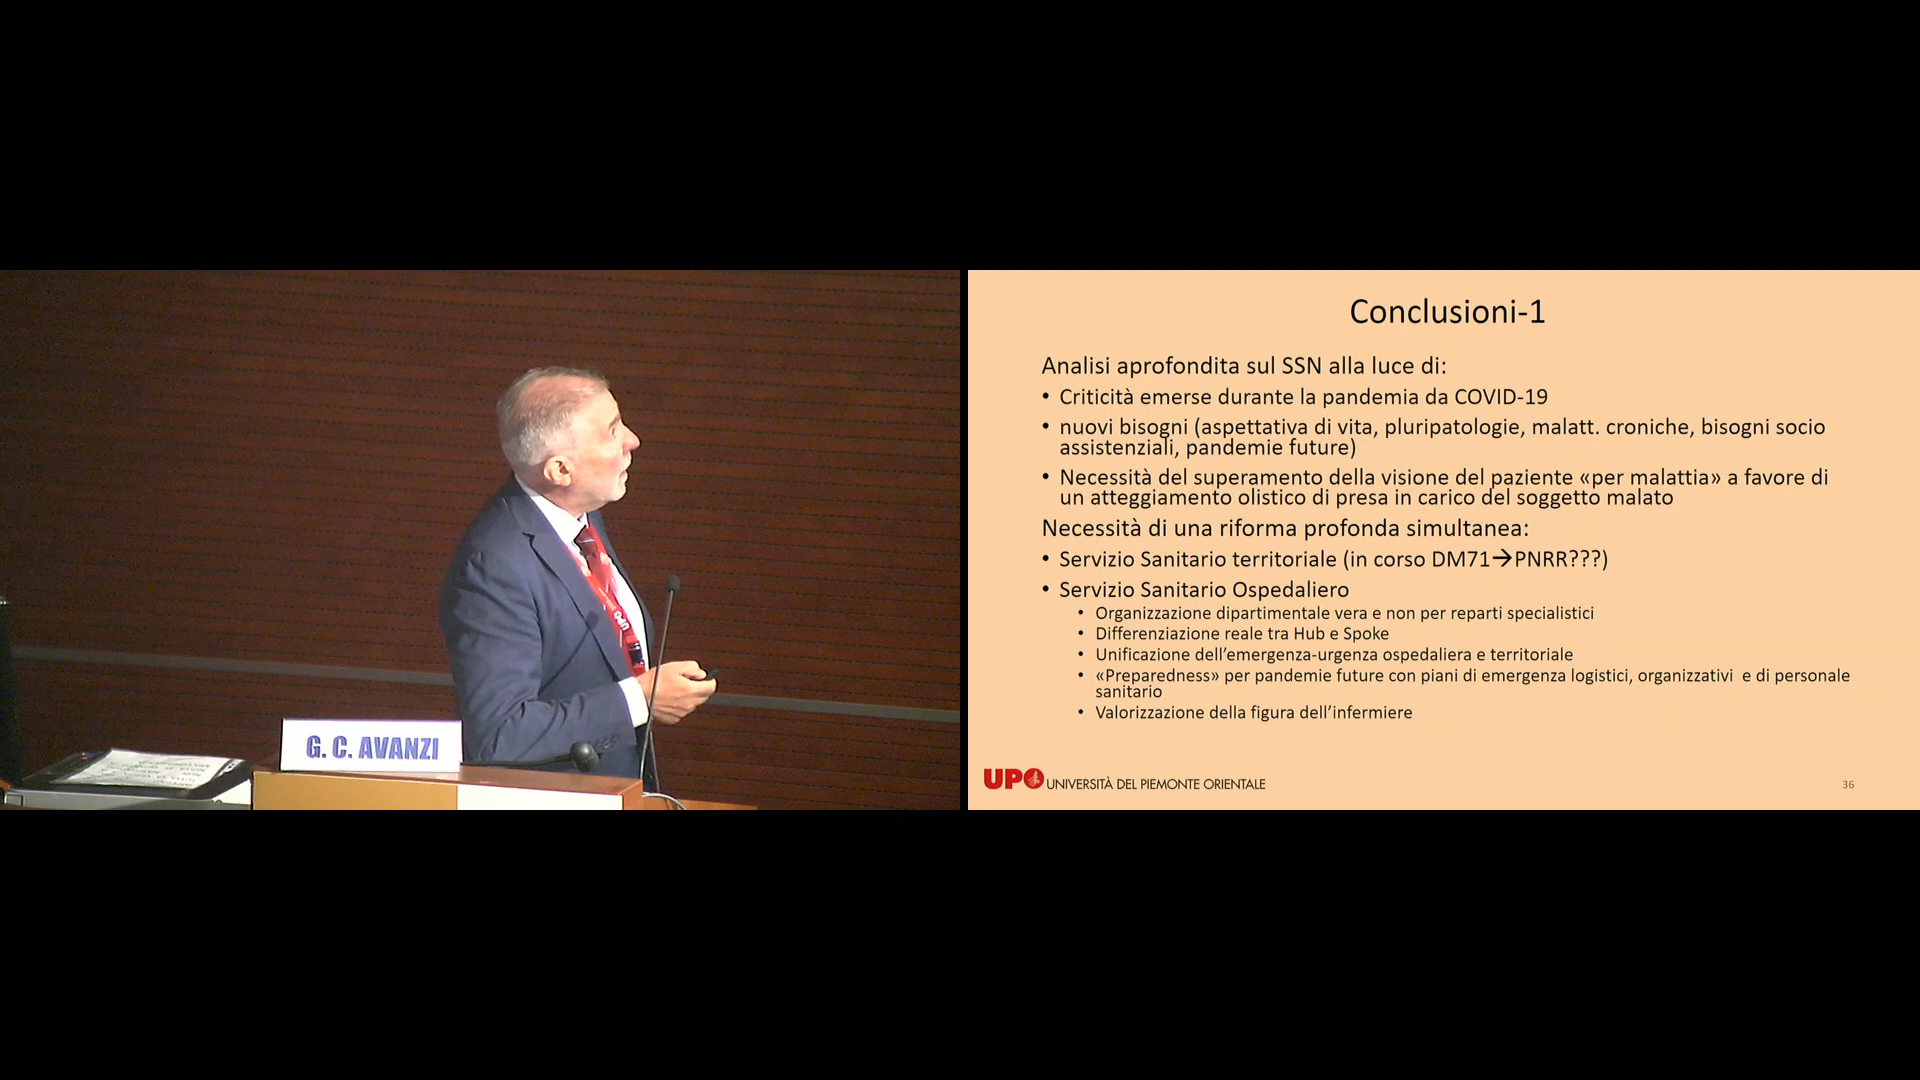 G. C. AVANZI
Conclusioni-1
Analisi aprofondita sul SSN alla luce di:
• Criticità emerse durante la pandemia da COVID-19
• nuovi bisogni (aspettativa di vita, pluripatologie, malatt. croniche, bisogni socio
assistenziali, pandemie future)
• Necessità del superamento della visione del paziente «per malattia» a favore di
un atteggiamento olistico di presa in carico del soggetto malato
Necessità di una riforma profonda simultanea:
• Servizio Sanitario territoriale (in corso DM71→PNRR???)
• Servizio Sanitario Ospedaliero
• Organizzazione dipartimentale vera e non per reparti specialistici
• Differenziazione reale tra Hub e Spoke
• Unificazione dell’emergenza-urgenza ospedaliera e territoriale
• «Preparedness» per pandemie future con piani di emergenza logistici, organizzativi e di personale
sanitario
• Valorizzazione della figura dell’infermiere
UPO UNIVERSITÀ DEL PIEMONTE ORIENTALE
36